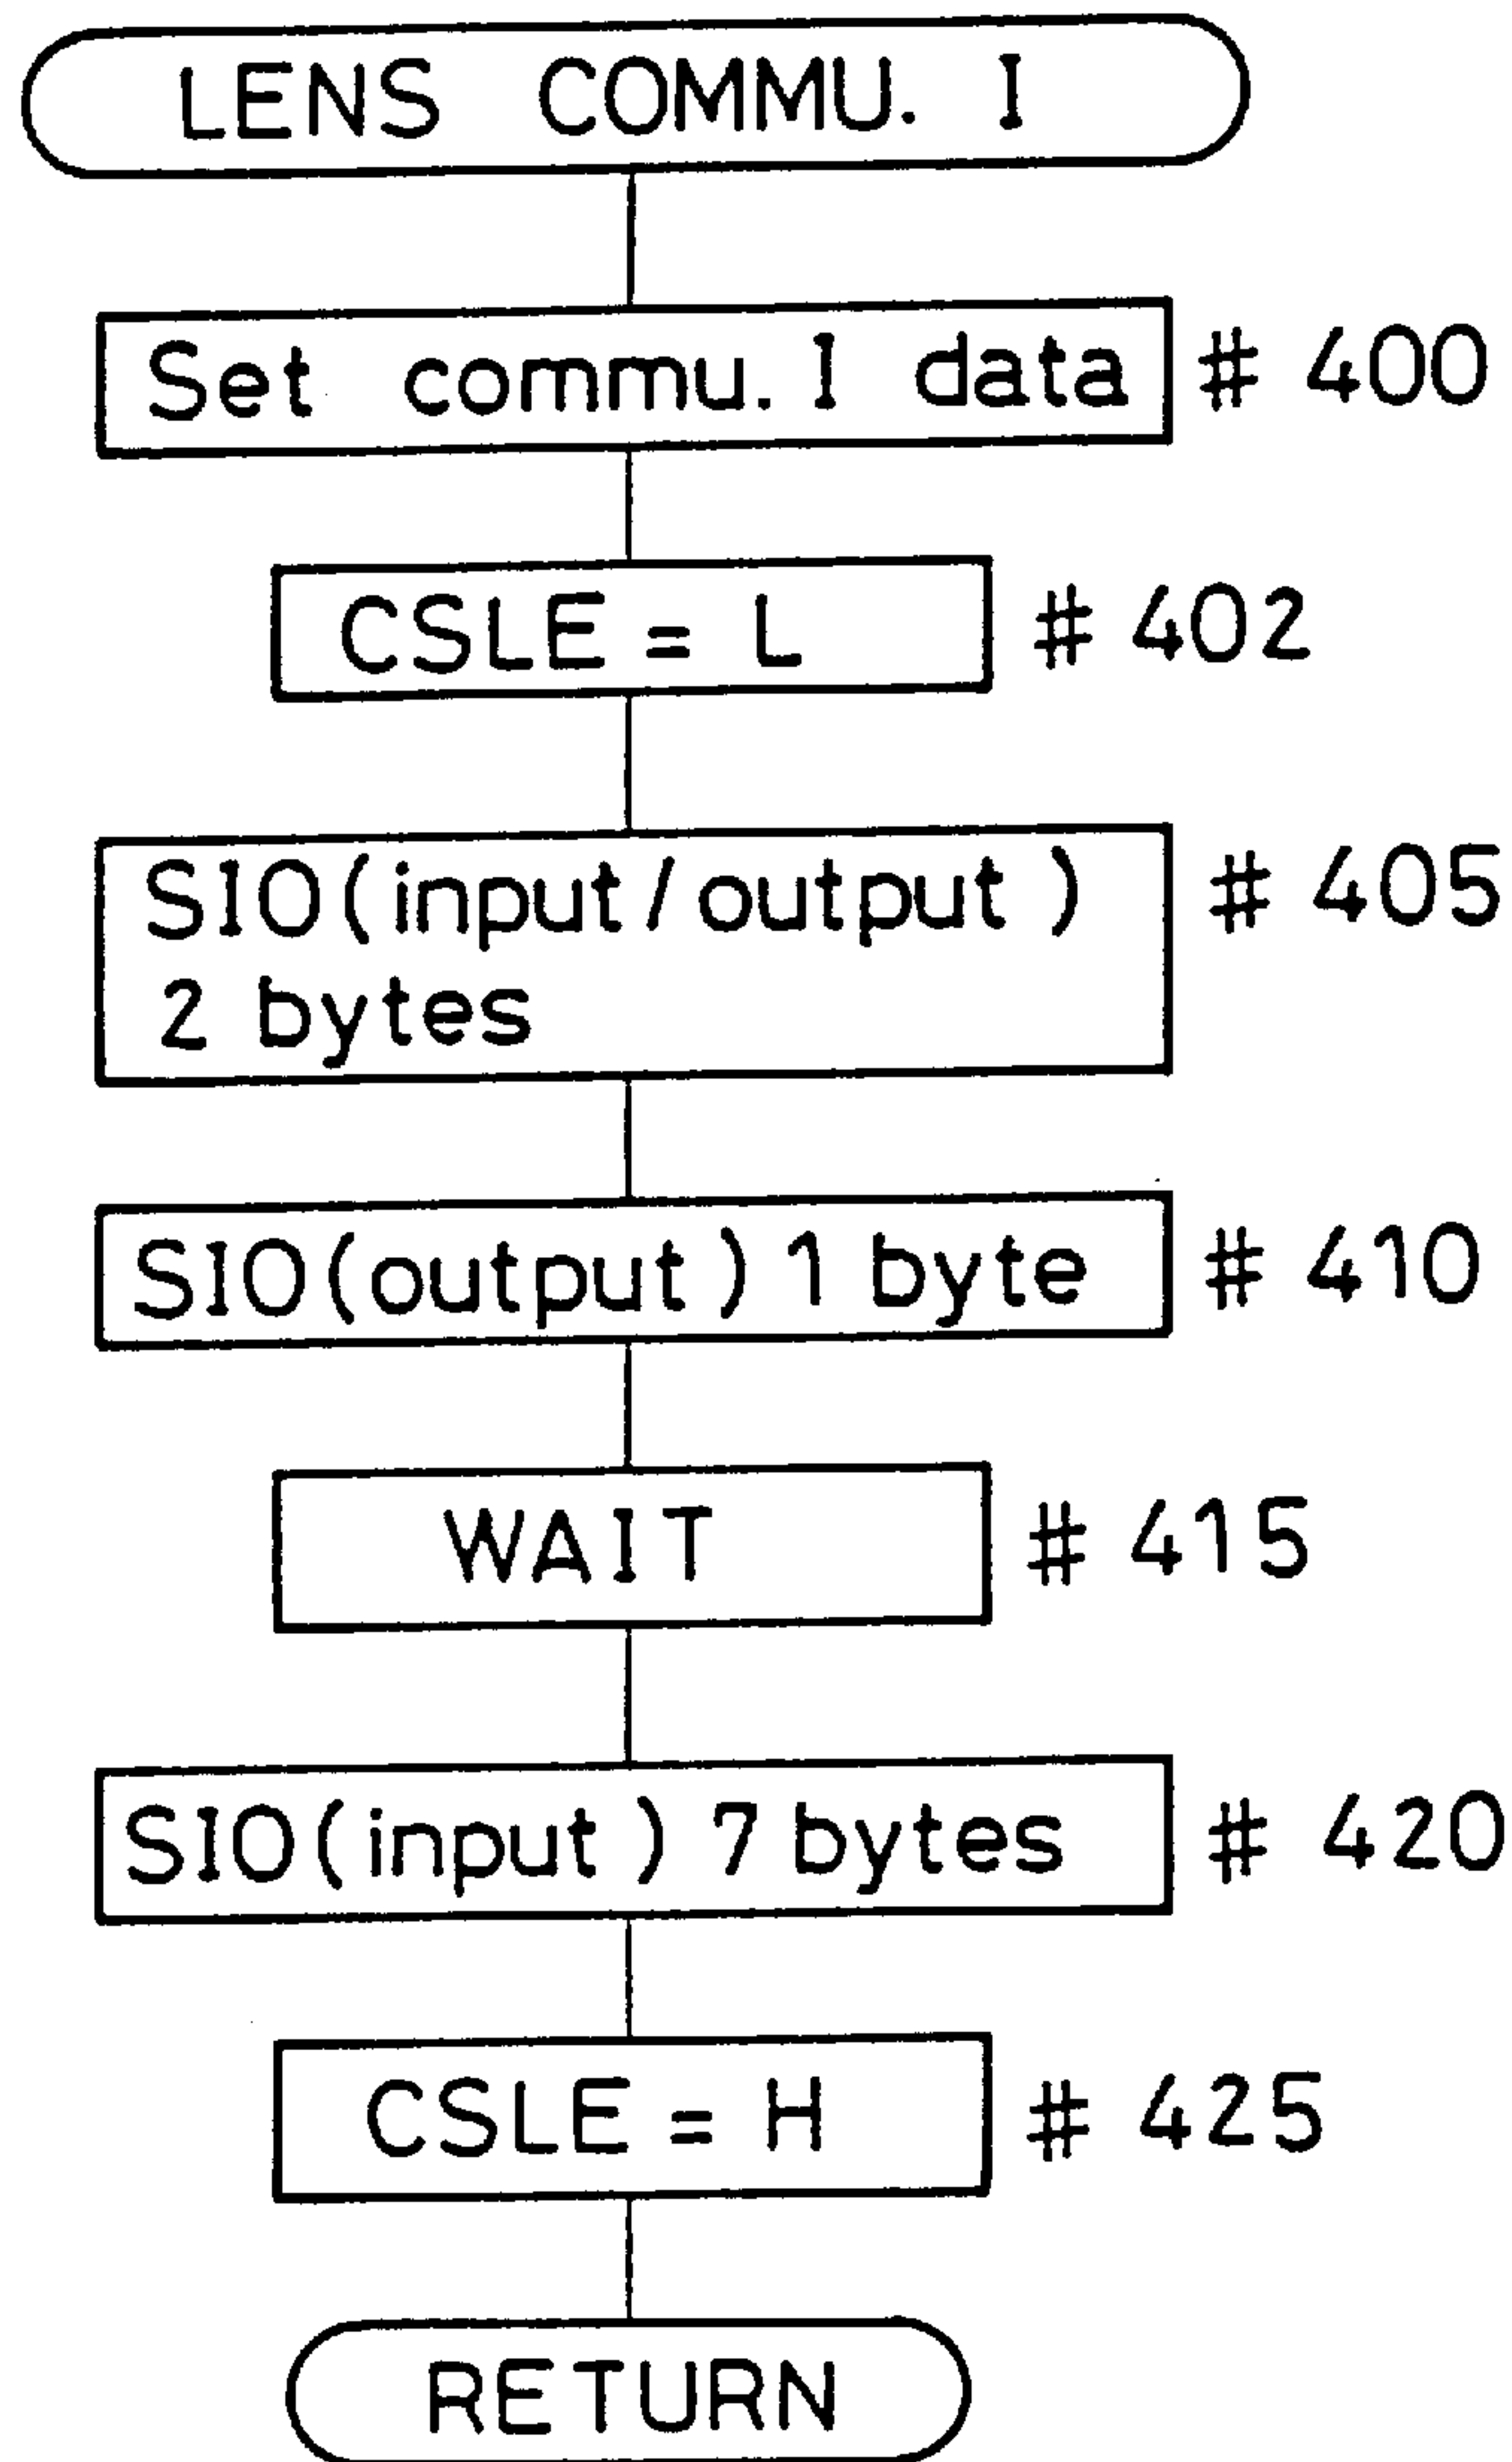 LENS COMMU. I
Set commu. I data # 400
CSLE = L # 402
SIO(input/output) # 405
2 bytes
SIO(output) 1 byte # 410
WAIT # 415
SIO(input) 7 bytes # 420
CSLE = H # 425
RETURN